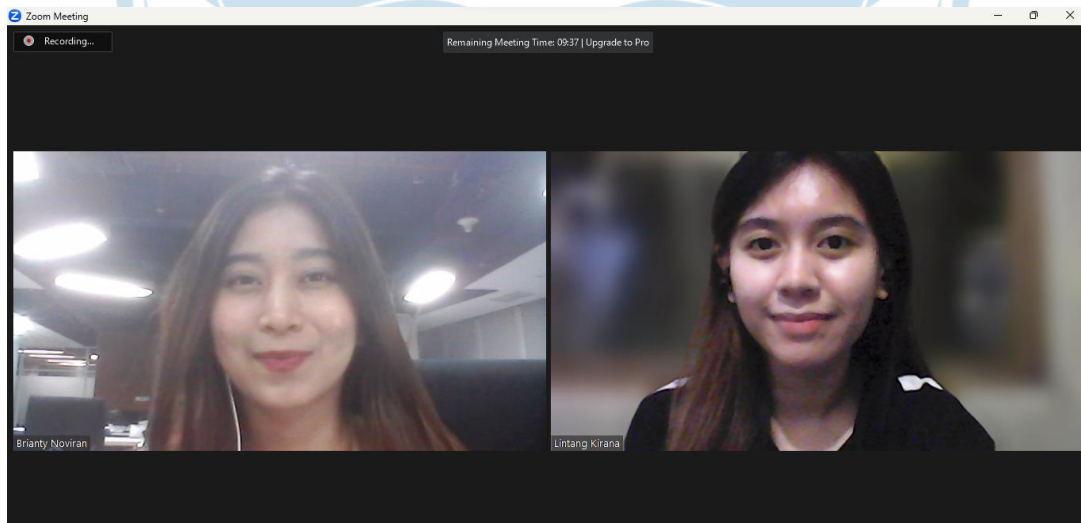 Zoom Meeting
Recording...
Remaining Meeting Time: 09:37 | Upgrade to Pro
Brianty Noviran
Lintang Kirana